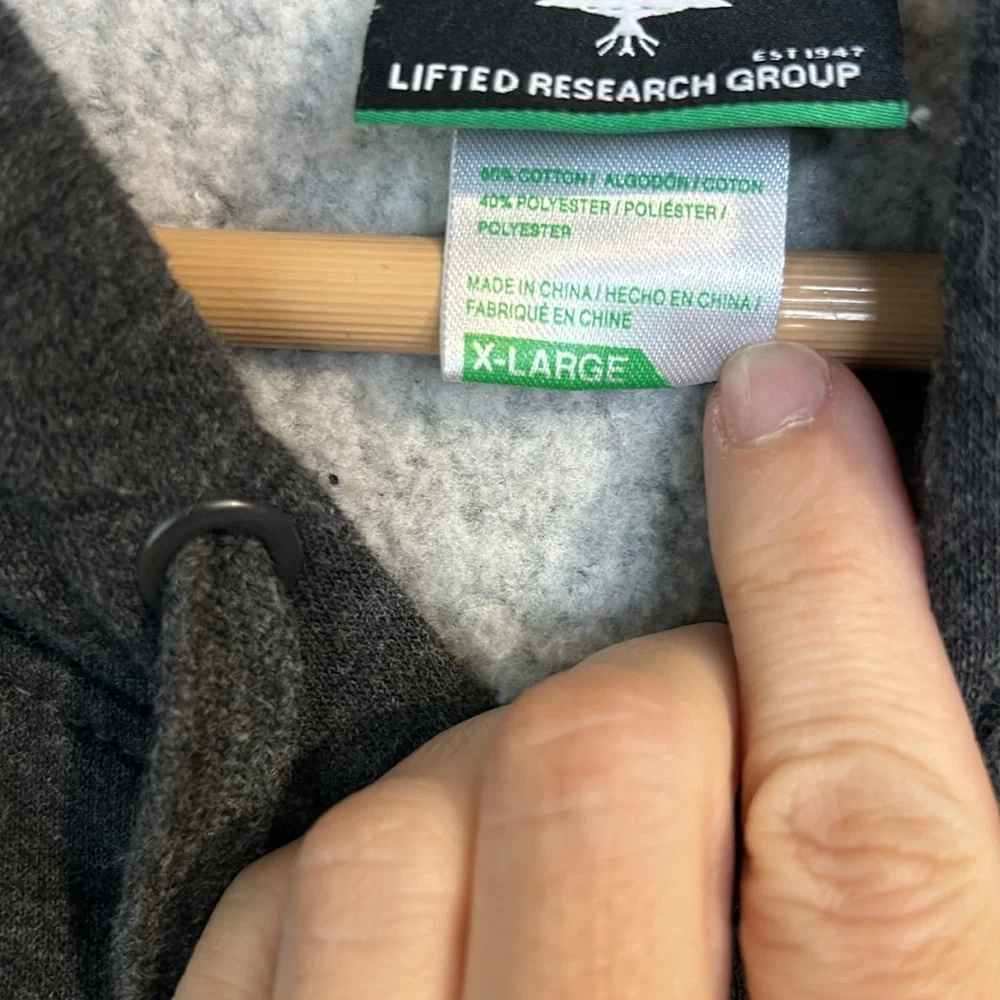 EST 1947
LIFTED RESEARCH GROUP
60% COTTON / ALGODÓN / COTON
40% POLYESTER / POLIÉSTER /
POLYESTER
MADE IN CHINA / HECHO EN CHINA /
FABRIQUÉ EN CHINE
X-LARGE